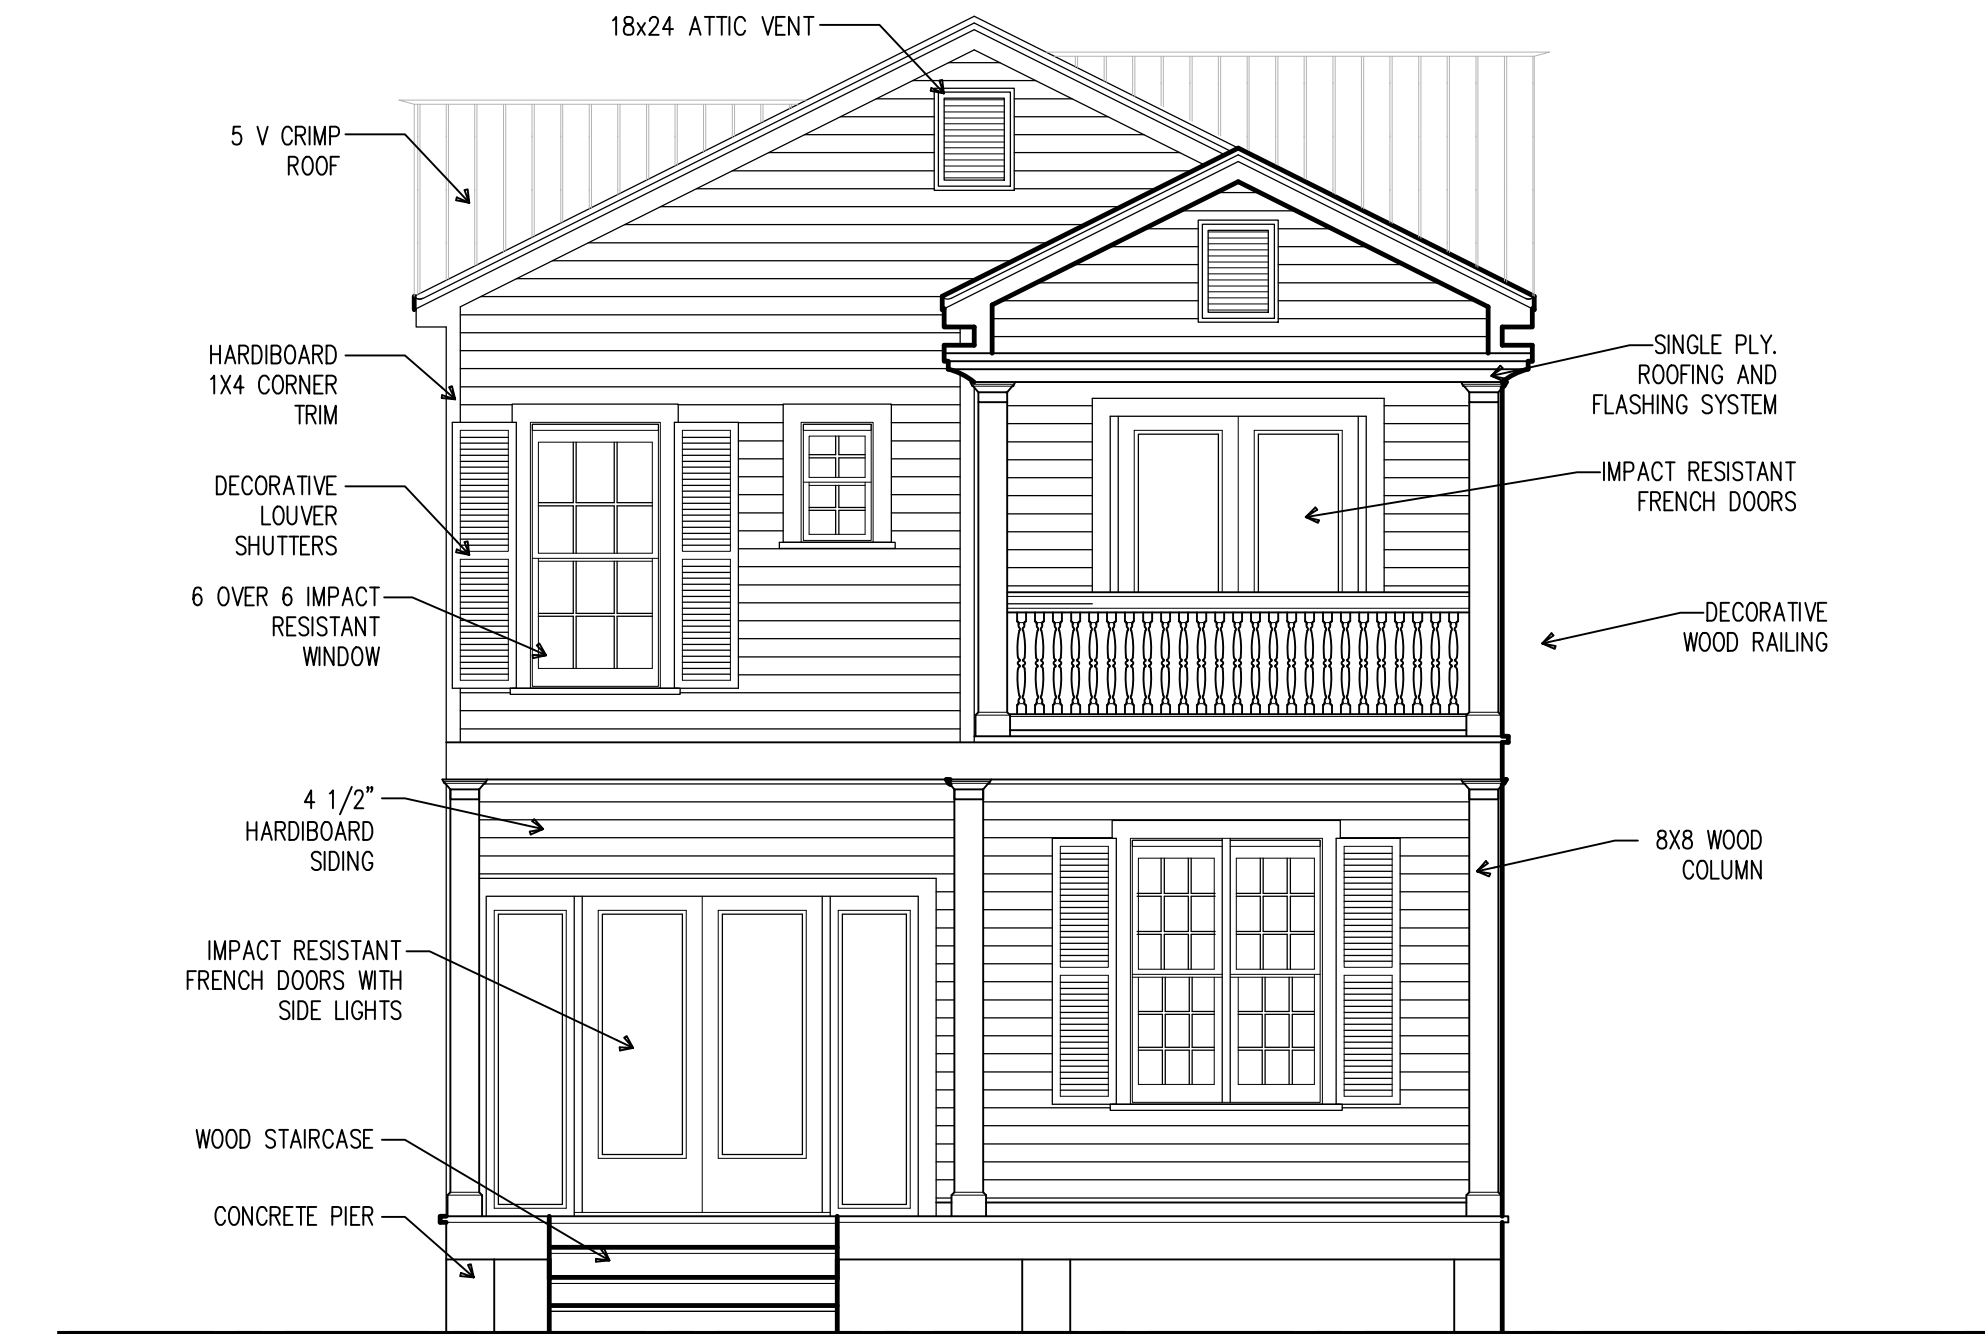 18x24 ATTIC VENT
5 V CRIMP
ROOF
HARDIBOARD
1X4 CORNER
TRIM
DECORATIVE
LOUVER
SHUTTERS
6 OVER 6 IMPACT
RESISTANT
WINDOW
4 1/2”
HARDIBOARD
SIDING
IMPACT RESISTANT
FRENCH DOORS WITH
SIDE LIGHTS
WOOD STAIRCASE
CONCRETE PIER
SINGLE PLY.
ROOFING AND
FLASHING SYSTEM
IMPACT RESISTANT
FRENCH DOORS
DECORATIVE
WOOD RAILING
8X8 WOOD
COLUMN